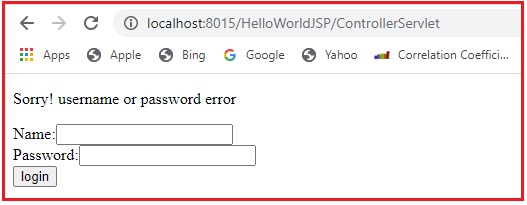 localhost:8015/HelloWorldJSP/ControllerServlet
Apps Apple Bing Google Yahoo Correlation Coeffici...
Sorry! username or password error
Name:
Password:
login